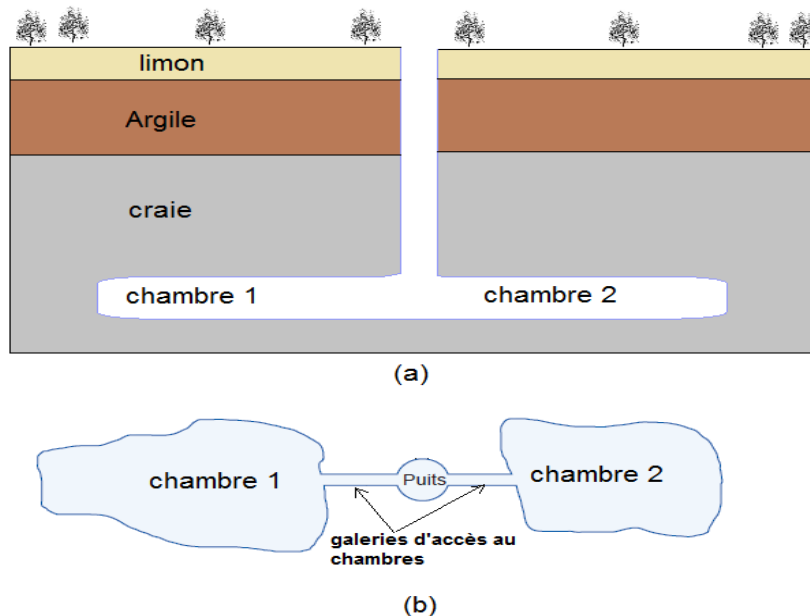 limon
Argile
craie
chambre 1
chambre 2
(a)
chambre 1
Puits
chambre 2
galeries d'accès au
chambres
(b)